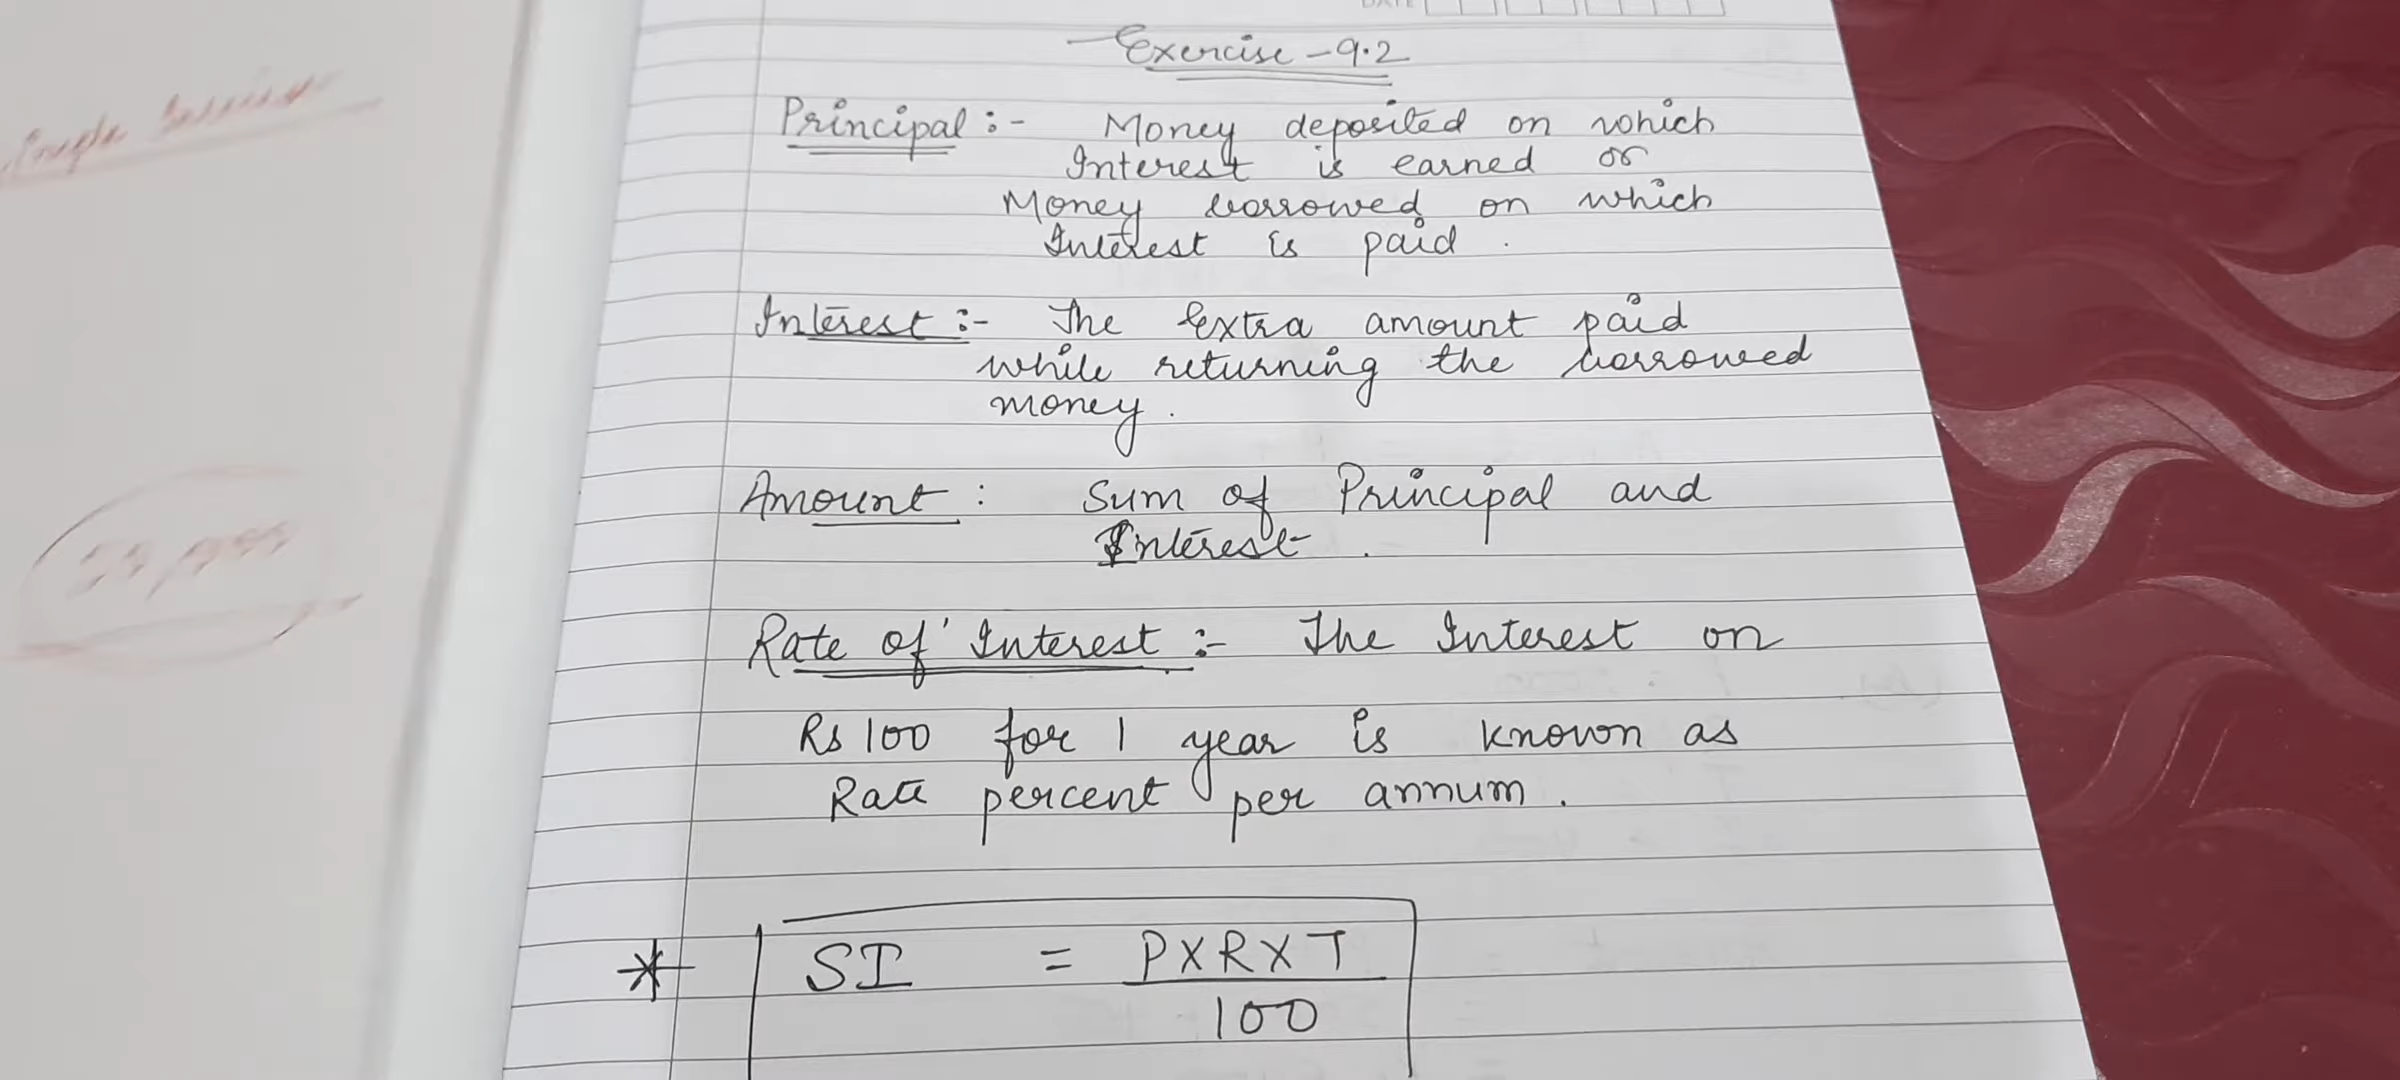 DATE
Exercise - 9.2
Principal :- Money deposited on which
Interest is earned or
Money borrowed on which
Interest is paid .
Interest :- The Extra amount paid
while returning the borrowed
money .
Amount : Sum of Principal and
Interest .
Rate of Interest :- The Interest on
Rs 100 for 1 year is known as
Rate percent per annum .
* SI = PXRXT
100